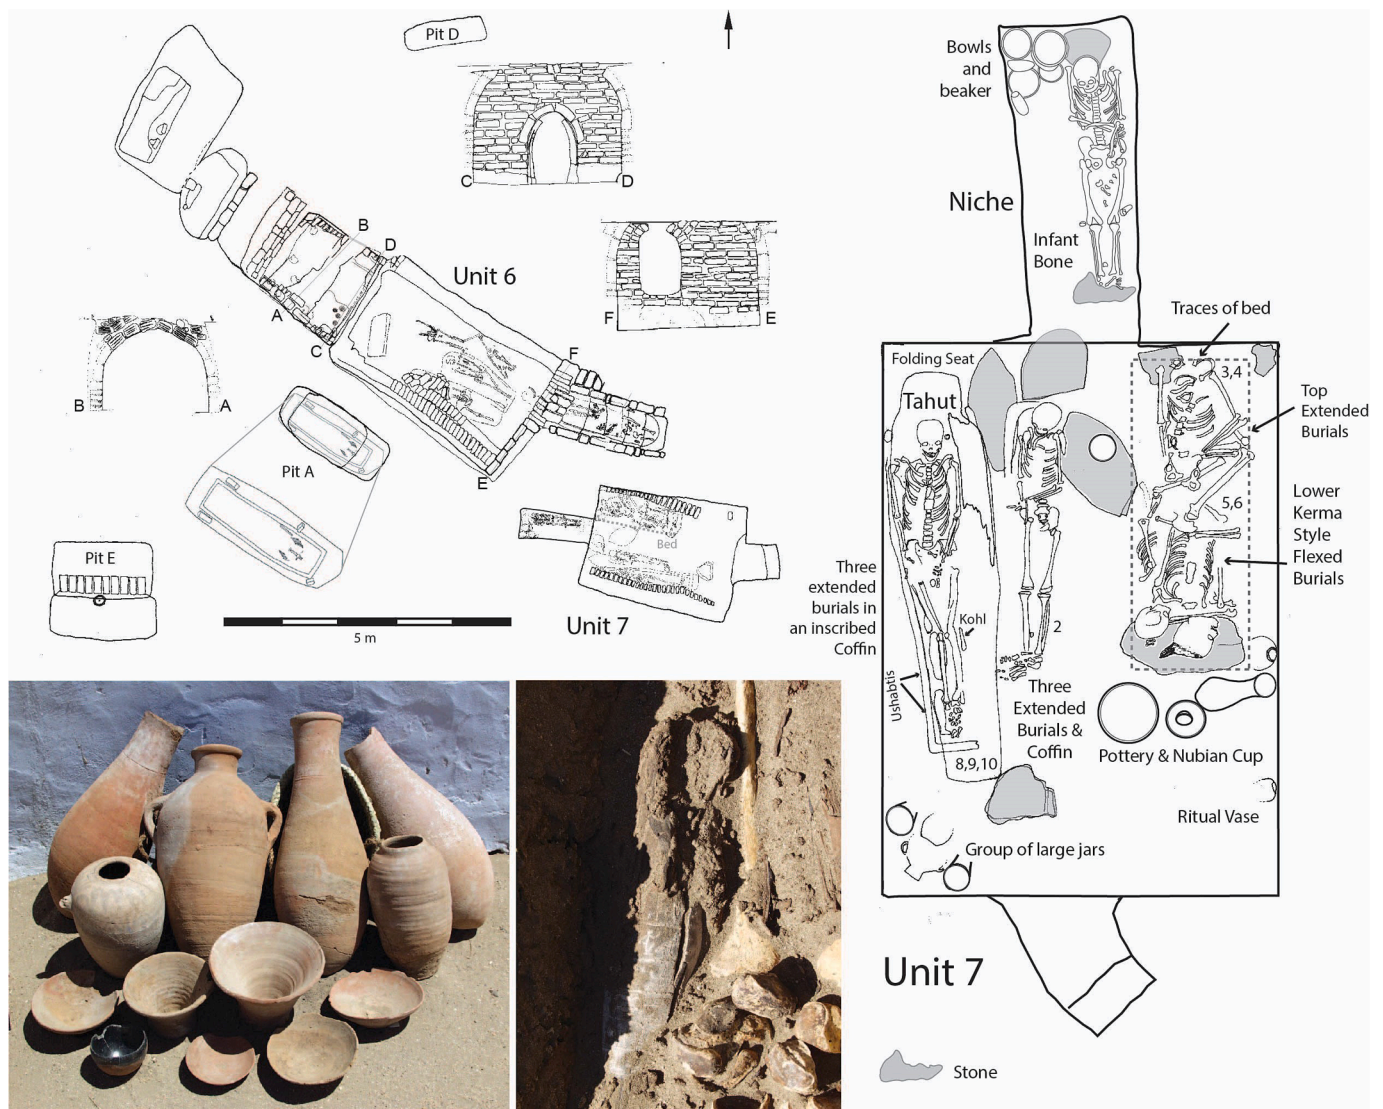 Pit D
C
D
B
D
Unit 6
A
C
F
E
F
E
B
A
Pit A
Pit E
5 m
Bed
Unit 7
Bowls
and
beaker
Niche
Infant
Bone
Traces of bed
Folding Seat
Tahut
3,4
Top
Extended
Burials
5,6
Lower
Kerma
Style
Flexed
Burials
Three
extended
burials in
an inscribed
Coffin
Kohl
2
Ushabtis
Three
Extended
Burials &
Coffin
8,9,10
Pottery & Nubian Cup
Ritual Vase
Group of large jars
Unit 7
Stone